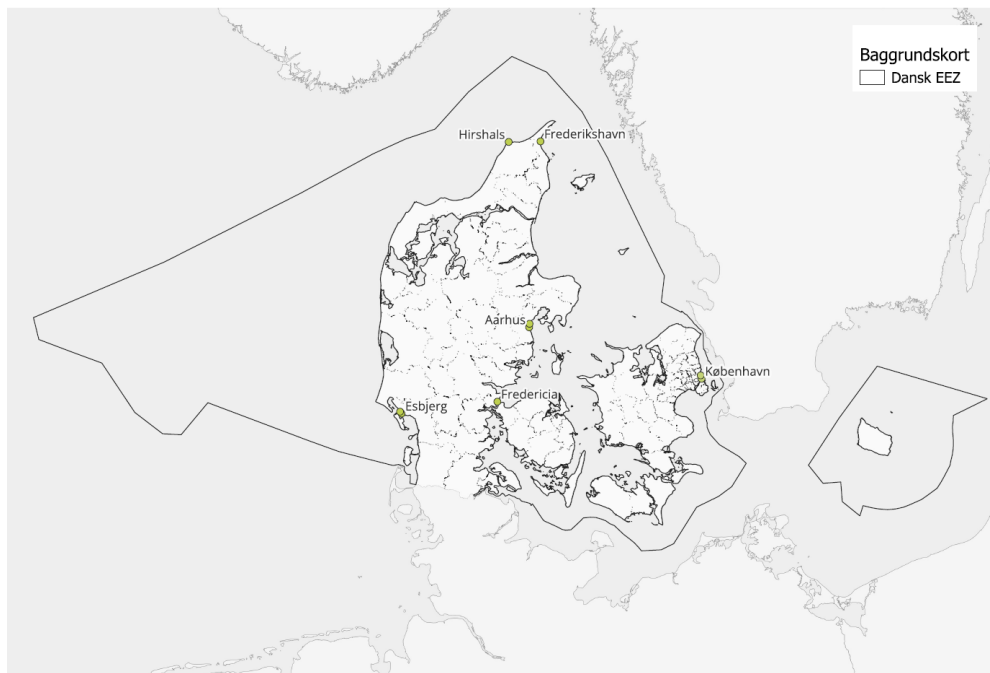 Baggrundskort
Dansk EEZ
Hirshals
Frederikshavn
Aarhus
København
Fredericia
Esbjerg